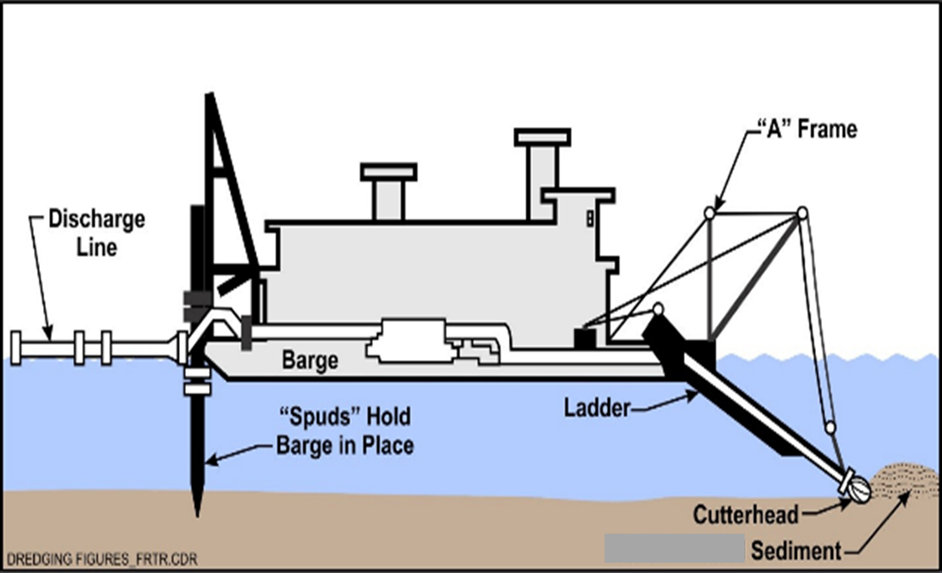 "A" Frame
Discharge
Line
Barge
"Spuds" Hold
Barge in Place
Ladder
Cutterhead
Sediment
DREDGING FIGURES_FRTR.CDR